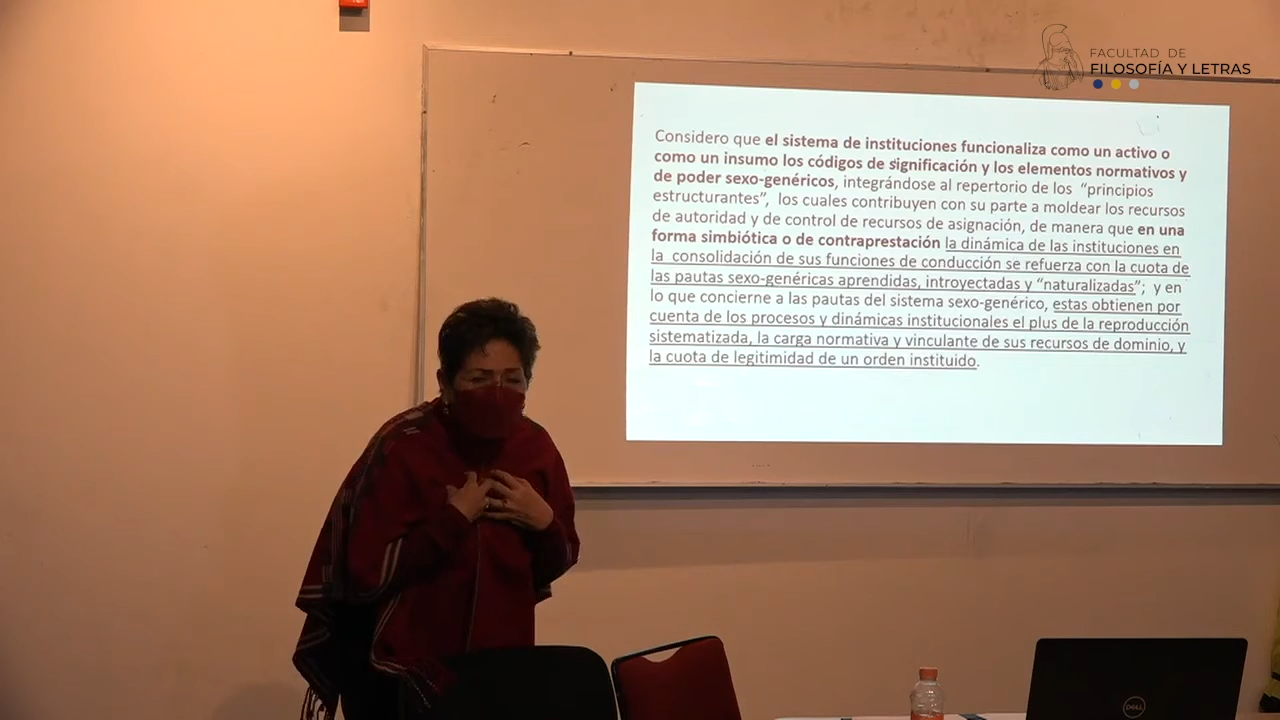 FACULTAD DE
FILOSOFÍA Y LETRAS
Considero que el sistema de instituciones funcionaliza como un activo o
como un insumo los códigos de significación y los elementos normativos y
de poder sexo-genéricos, integrándose al repertorio de los “principios
estructurantes”, los cuales contribuyen con su parte a moldear los recursos
de autoridad y de control de recursos de asignación, de manera que en una
forma simbiótica o de contraprestación la dinámica de las instituciones en
la consolidación de sus funciones de conducción se refuerza con la cuota de
las pautas sexo-genéricas aprendidas, introyectadas y “naturalizadas”; y en
lo que concierne a las pautas del sistema sexo-genérico, estas obtienen por
cuenta de los procesos y dinámicas institucionales el plus de la reproducción
sistematizada, la carga normativa y vinculante de sus recursos de dominio, y
la cuota de legitimidad de un orden instituido.
DELL